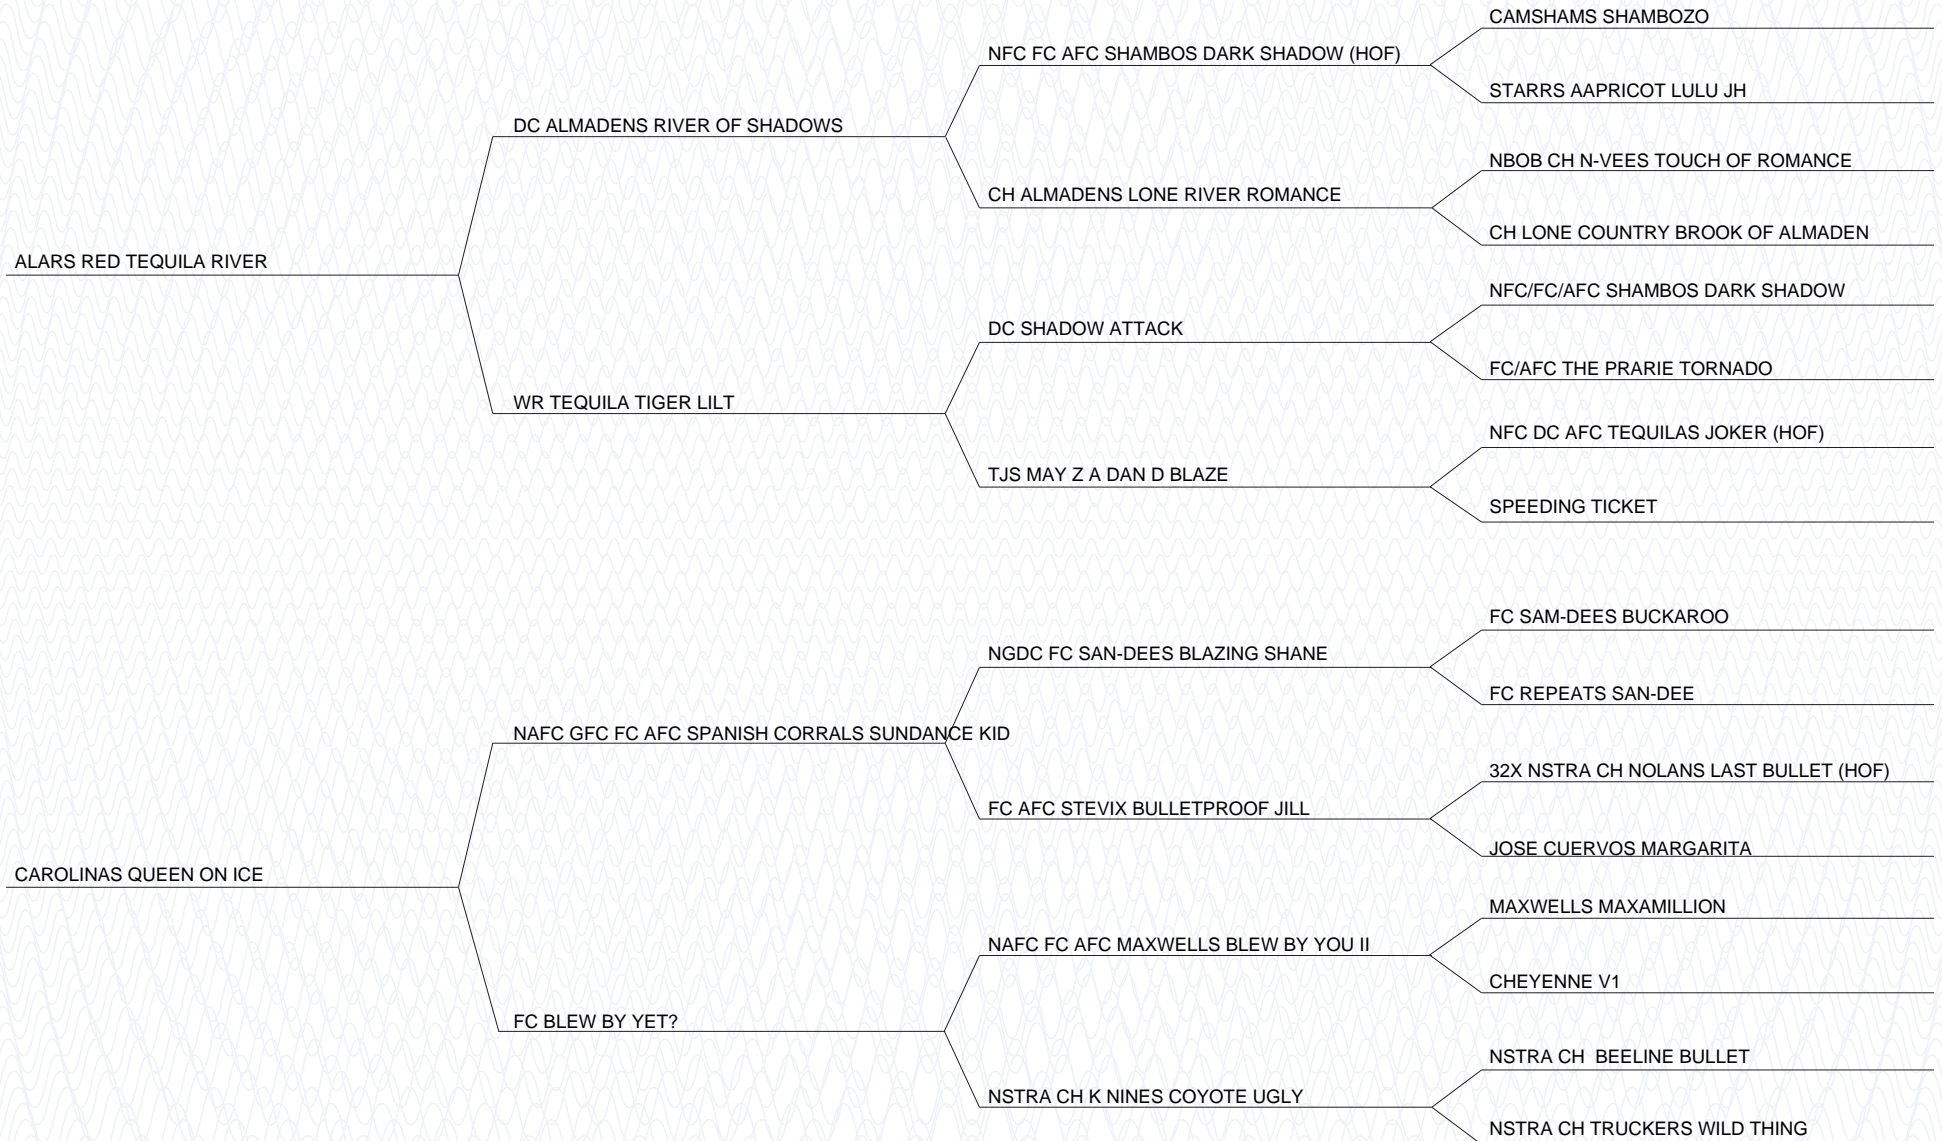 CAMSHAMS SHAMBOZO
NFC FC AFC SHAMBOS DARK SHADOW (HOF)
STARRS AAPRICOT LULU JH
DC ALMADENS RIVER OF SHADOWS
NBOB CH N-VEES TOUCH OF ROMANCE
CH ALMADENS LONE RIVER ROMANCE
CH LONE COUNTRY BROOK OF ALMADEN
ALARS RED TEQUILA RIVER
NFC/FC/AFC SHAMBOS DARK SHADOW
DC SHADOW ATTACK
FC/AFC THE PRARIE TORNADO
WR TEQUILA TIGER LILT
NFC DC AFC TEQUILAS JOKER (HOF)
TJS MAY Z A DAN D BLAZE
SPEEDING TICKET
FC SAM-DEES BUCKAROO
NGDC FC SAN-DEES BLAZING SHANE
FC REPEATS SAN-DEE
NAFC GFC FC AFC SPANISH CORRALS SUNDANCE KID
32X NSTRA CH NOLANS LAST BULLET (HOF)
FC AFC STEVIX BULLETPROOF JILL
JOSE CUERVOS MARGARITA
CAROLINAS QUEEN ON ICE
MAXWELLS MAXAMILLION
NAFC FC AFC MAXWELLS BLEW BY YOU II
CHEYENNE V1
FC BLEW BY YET?
NSTRA CH  BEELINE BULLET
NSTRA CH K NINES COYOTE UGLY
NSTRA CH TRUCKERS WILD THING